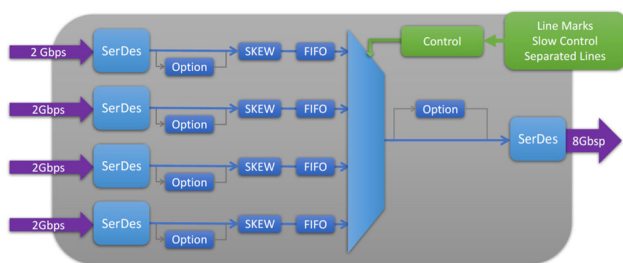 Line Marks
Slow Control
Separated Lines
Control
2 Gbps
SerDes
Option
SKEW
FIFO
2Gbps
SerDes
Option
SKEW
FIFO
Option
SerDes
8Gbsp
2Gbps
SerDes
Option
SKEW
FIFO
2Gbps
SerDes
Option
SKEW
FIFO